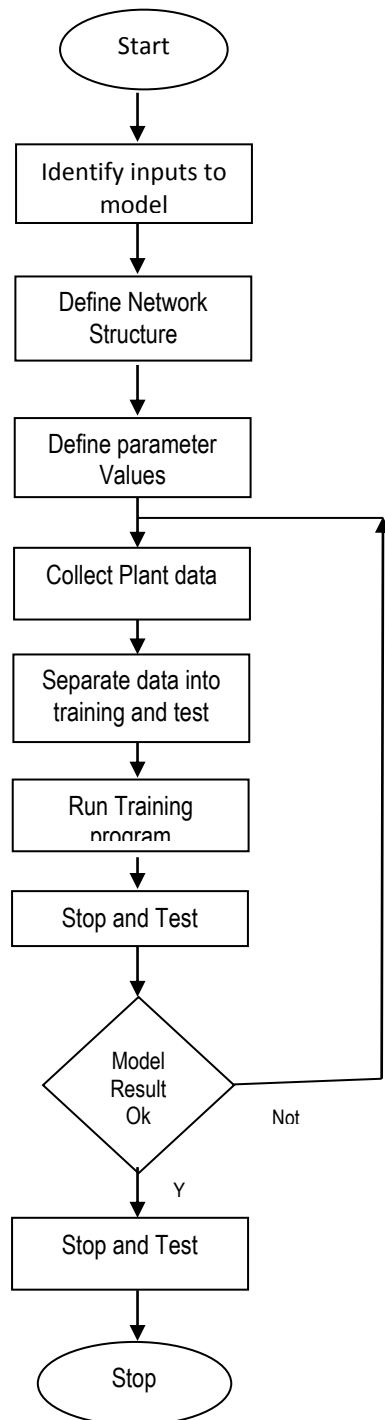 Start
Identify inputs to
model
Define Network
Structure
Define parameter
Values
Collect Plant data
Separate data into
training and test
Run Training
program
Stop and Test
Model
Result
Ok
Not
Y
Stop and Test
Stop